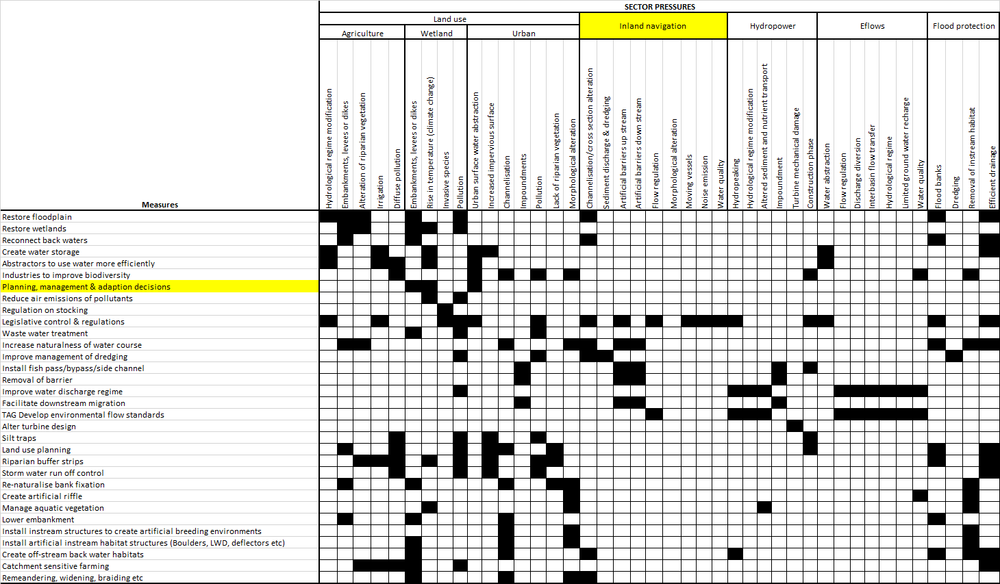 SECTOR PRESSURES
Land use
Inland navigation
Hydropower
Eflows
Flood protection
Agriculture
Wetland
Urban
Measures
Hydrological regime modification
Embankments, levees or dikes
Alteration of riparian vegetation
Irrigation
Diffuse pollution
Embankments, levees or dikes
Rise in temperature (climate change)
Invasive species
Pollution
Urban surface water abstraction
Increased impervious surface
Channelisation
Impoundments
Pollution
Lack of riparian vegetation
Morphological alteration
Channelisation/cross section alteration
Sediment discharge & dredging
Artificial barriers up stream
Artificial barriers down stream
Flow regulation
Morphological alteration
Moving vessels
Noise emission
Water quality
Hydropeaking
Hydrological regime modification
Altered sediment and nutrient transport
Impoundment
Turbine mechanical damage
Construction phase
Water abstraction
Flow regulation
Discharge diversion
Interbasin flow transfer
Hydrological regime
Limited ground water recharge
Water quality
Flood banks
Dredging
Removal of instream habitat
Efficient drainage
Restore floodplain
Restore wetlands
Reconnect back waters
Create water storage
Abstractors to use water more efficiently
Industries to improve biodiversity
Planning, management & adaption decisions
Reduce air emissions of pollutants
Regulation on stocking
Legislative control & regulations
Waste water treatment
Increase naturalness of water course
Improve management of dredging
Install fish pass/bypass/side channel
Removal of barrier
Improve water discharge regime
Facilitate downstream migration
TAG Develop environmental flow standards
Alter turbine design
Silt traps
Land use planning
Riparian buffer strips
Storm water run off control
Re-naturalise bank fixation
Create artificial riffle
Manage aquatic vegetation
Lower embankment
Install instream structures to create artificial breeding environments
Install artificial instream habitat structures (Boulders, LWD, deflectors etc)
Create off-stream back water habitats
Catchment sensitive farming
Remeandering, widening, braiding etc